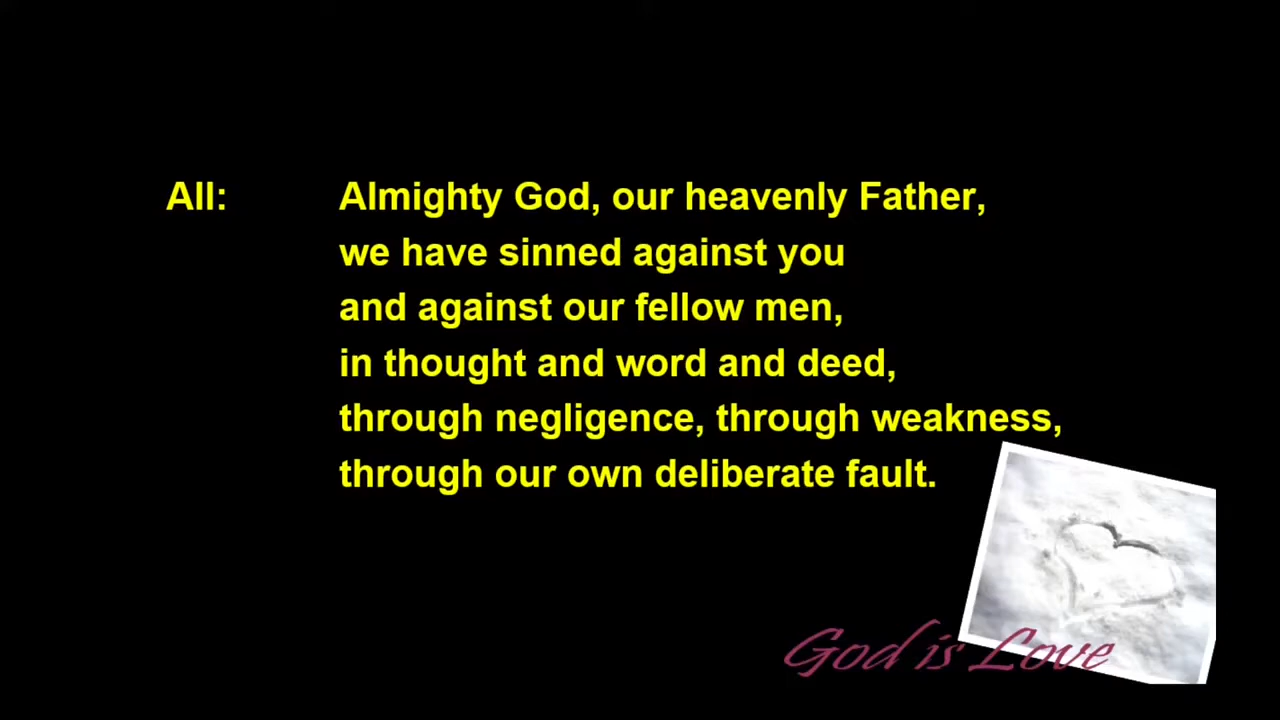 All: Almighty God, our heavenly Father,
we have sinned against you
and against our fellow men,
in thought and word and deed,
through negligence, through weakness,
through our own deliberate fault.
God is Love